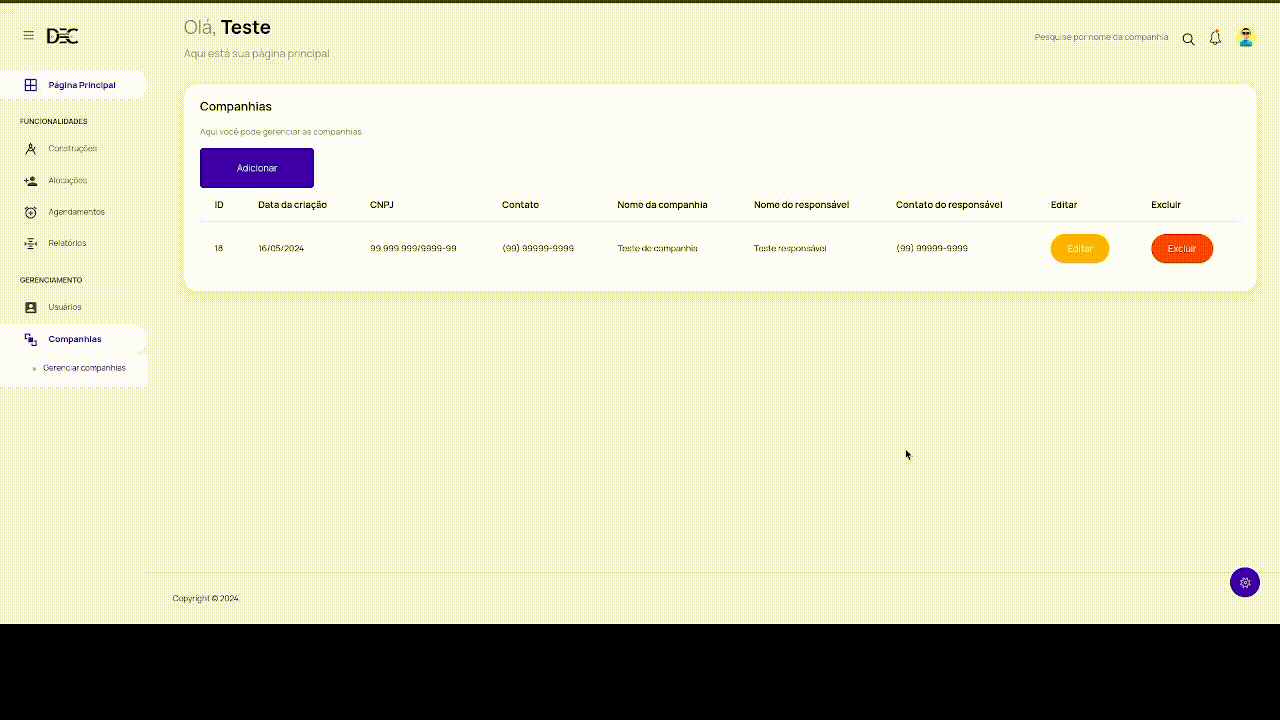 DEC
Olá, Teste
Aqui está sua página principal
Pesquise por nome da companhia
Página Principal
FUNCIONALIDADES
Construções
Alocações
Agendamentos
Relatórios
GERENCIAMENTO
Usuários
Companhias
» Gerenciar companhias
Companhias
Aqui você pode gerenciar as companhias
Adicionar
ID Data da criação CNPJ Contato Nome da companhia Nome do responsável Contato do responsável Editar Excluir
18 16/05/2024 99.999.999/9999-99 (99) 99999-9999 Teste de companhia Teste responsável (99) 99999-9999 Editar Excluir
Copyright © 2024.